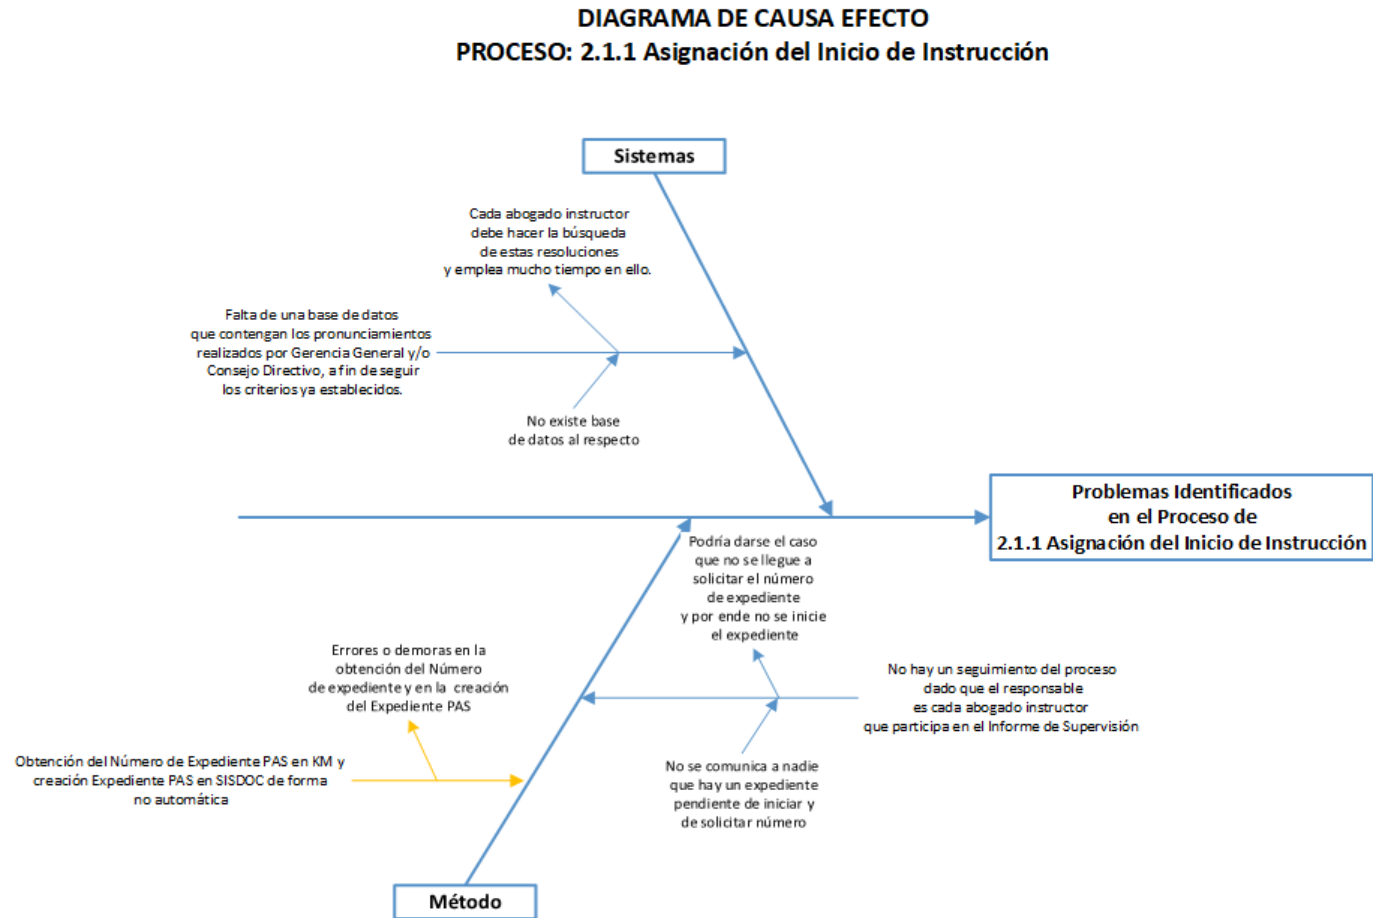 DIAGRAMA DE CAUSA EFECTO
PROCESO: 2.1.1 Asignación del Inicio de Instrucción
Sistemas
Cada abogado instructor
debe hacer la búsqueda
de estas resoluciones
y emplea mucho tiempo en ello.
Falta de una base de datos
que contengan los pronunciamientos
realizados por Gerencia General y/o
Consejo Directivo, a fin de seguir
los criterios ya establecidos.
No existe base
de datos al respecto
Problemas Identificados
en el Proceso de
2.1.1 Asignación del Inicio de Instrucción
Podría darse el caso
que no se llegue a
solicitar el número
de expediente
y por ende no se inicie
el expediente
Errores o demoras en la
obtención del Número
de expediente y en la creación
del Expediente PAS
No hay un seguimiento del proceso
dado que el responsable
es cada abogado instructor
que participa en el Informe de Supervisión
Obtención del Número de Expediente PAS en KM y
creación Expediente PAS en SISDOC de forma
no automática
No se comunica a nadie
que hay un expediente
pendiente de iniciar y
de solicitar número
Método